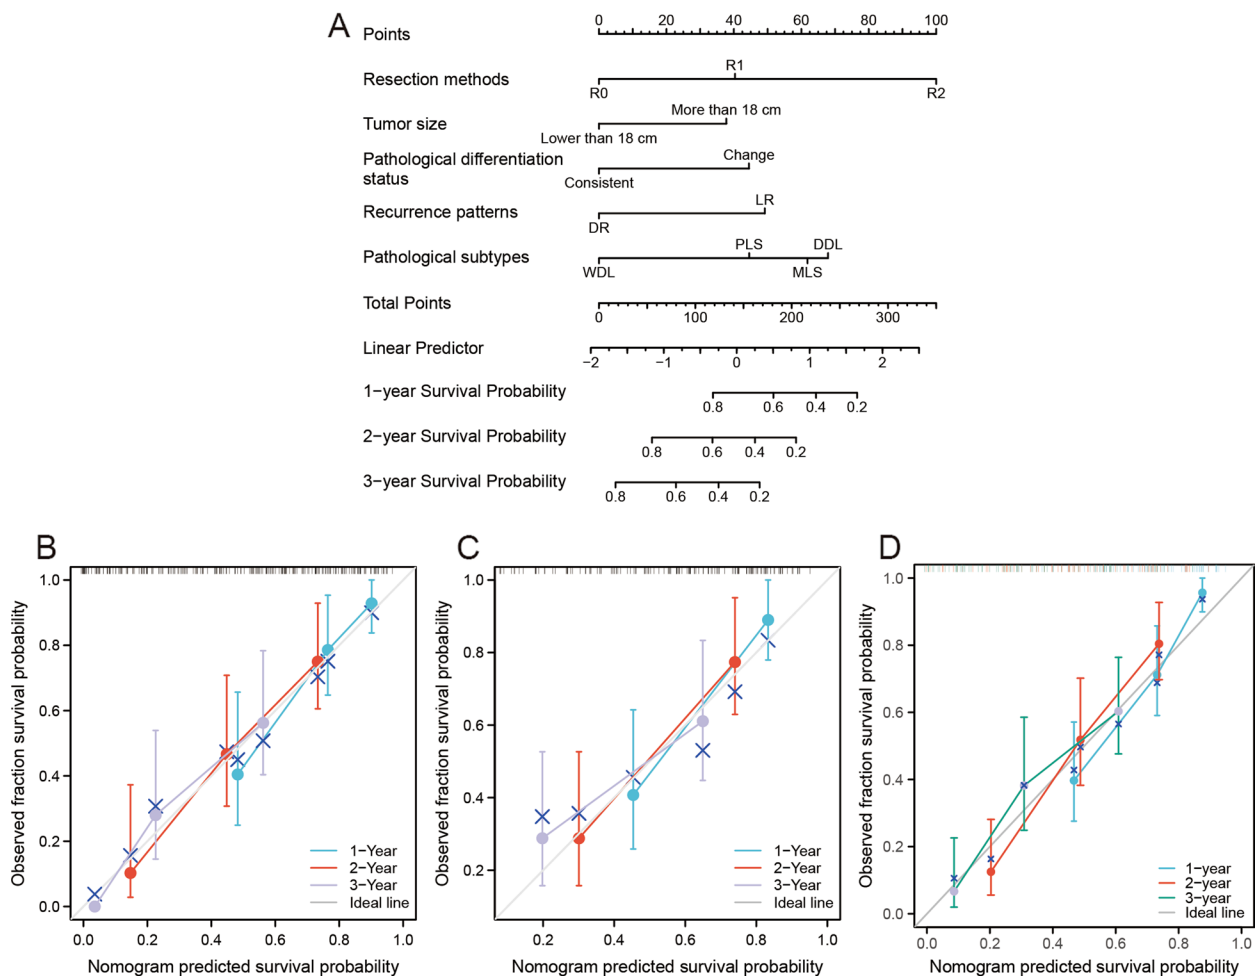 A
Points
0 20 40 60 80 100
Resection methods
R0 R1 R2
Tumor size
More than 18 cm
Lower than 18 cm
Pathological differentiation
status
Change
Consistent
Recurrence patterns
LR
DR
Pathological subtypes
PLS DDL
WDL MLS
Total Points
0 100 200 300
Linear Predictor
−2 −1 0 1 2
1−year Survival Probability
0.8 0.6 0.4 0.2
2−year Survival Probability
0.8 0.6 0.4 0.2
3−year Survival Probability
0.8 0.6 0.4 0.2
B
Observed fraction survival probability
1.0
0.8
0.6
0.4
0.2
0.0
1−Year
2−Year
3−Year
Ideal line
0.0 0.2 0.4 0.6 0.8 1.0
Nomogram predicted survival probability
C
Observed fraction survival probability
1.0
0.8
0.6
0.4
0.2
1−Year
2−Year
3−Year
Ideal line
0.2 0.4 0.6 0.8 1.0
Nomogram predicted survival probability
D
Observed fraction survival probability
1.0
0.8
0.6
0.4
0.2
0.0
1−year
2−year
3−year
Ideal line
0.0 0.2 0.4 0.6 0.8 1.0
Nomogram predicted survival probability